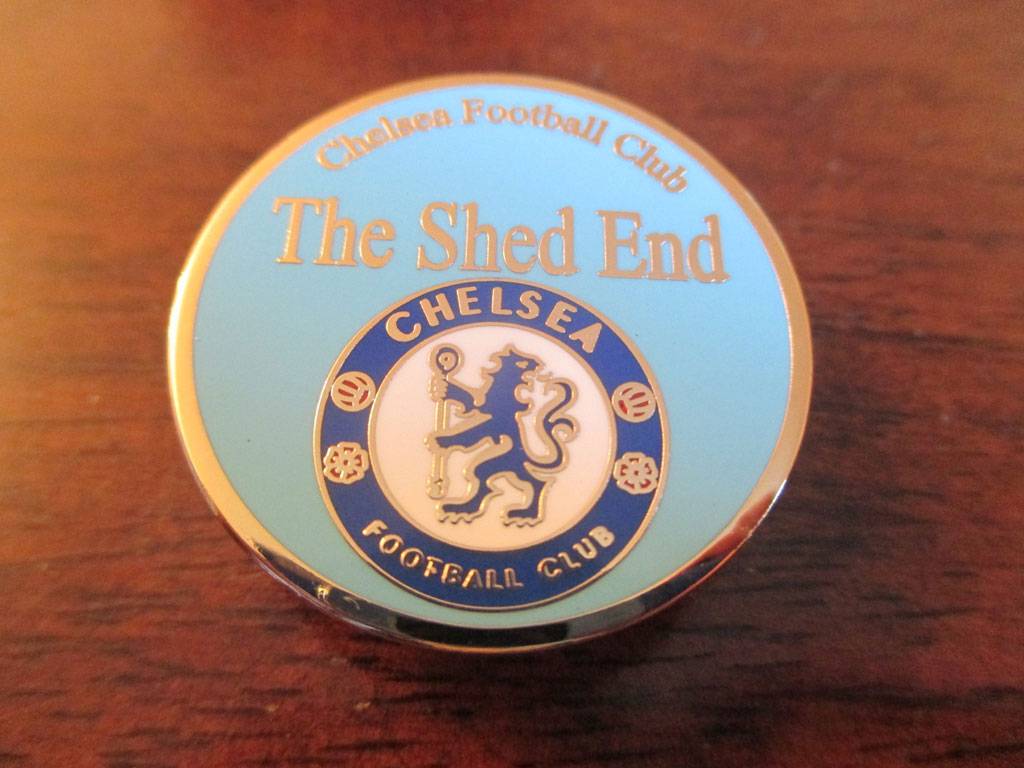 Chelsea Football Club
The Shed End
CHELSEA
FOOTBALL CLUB